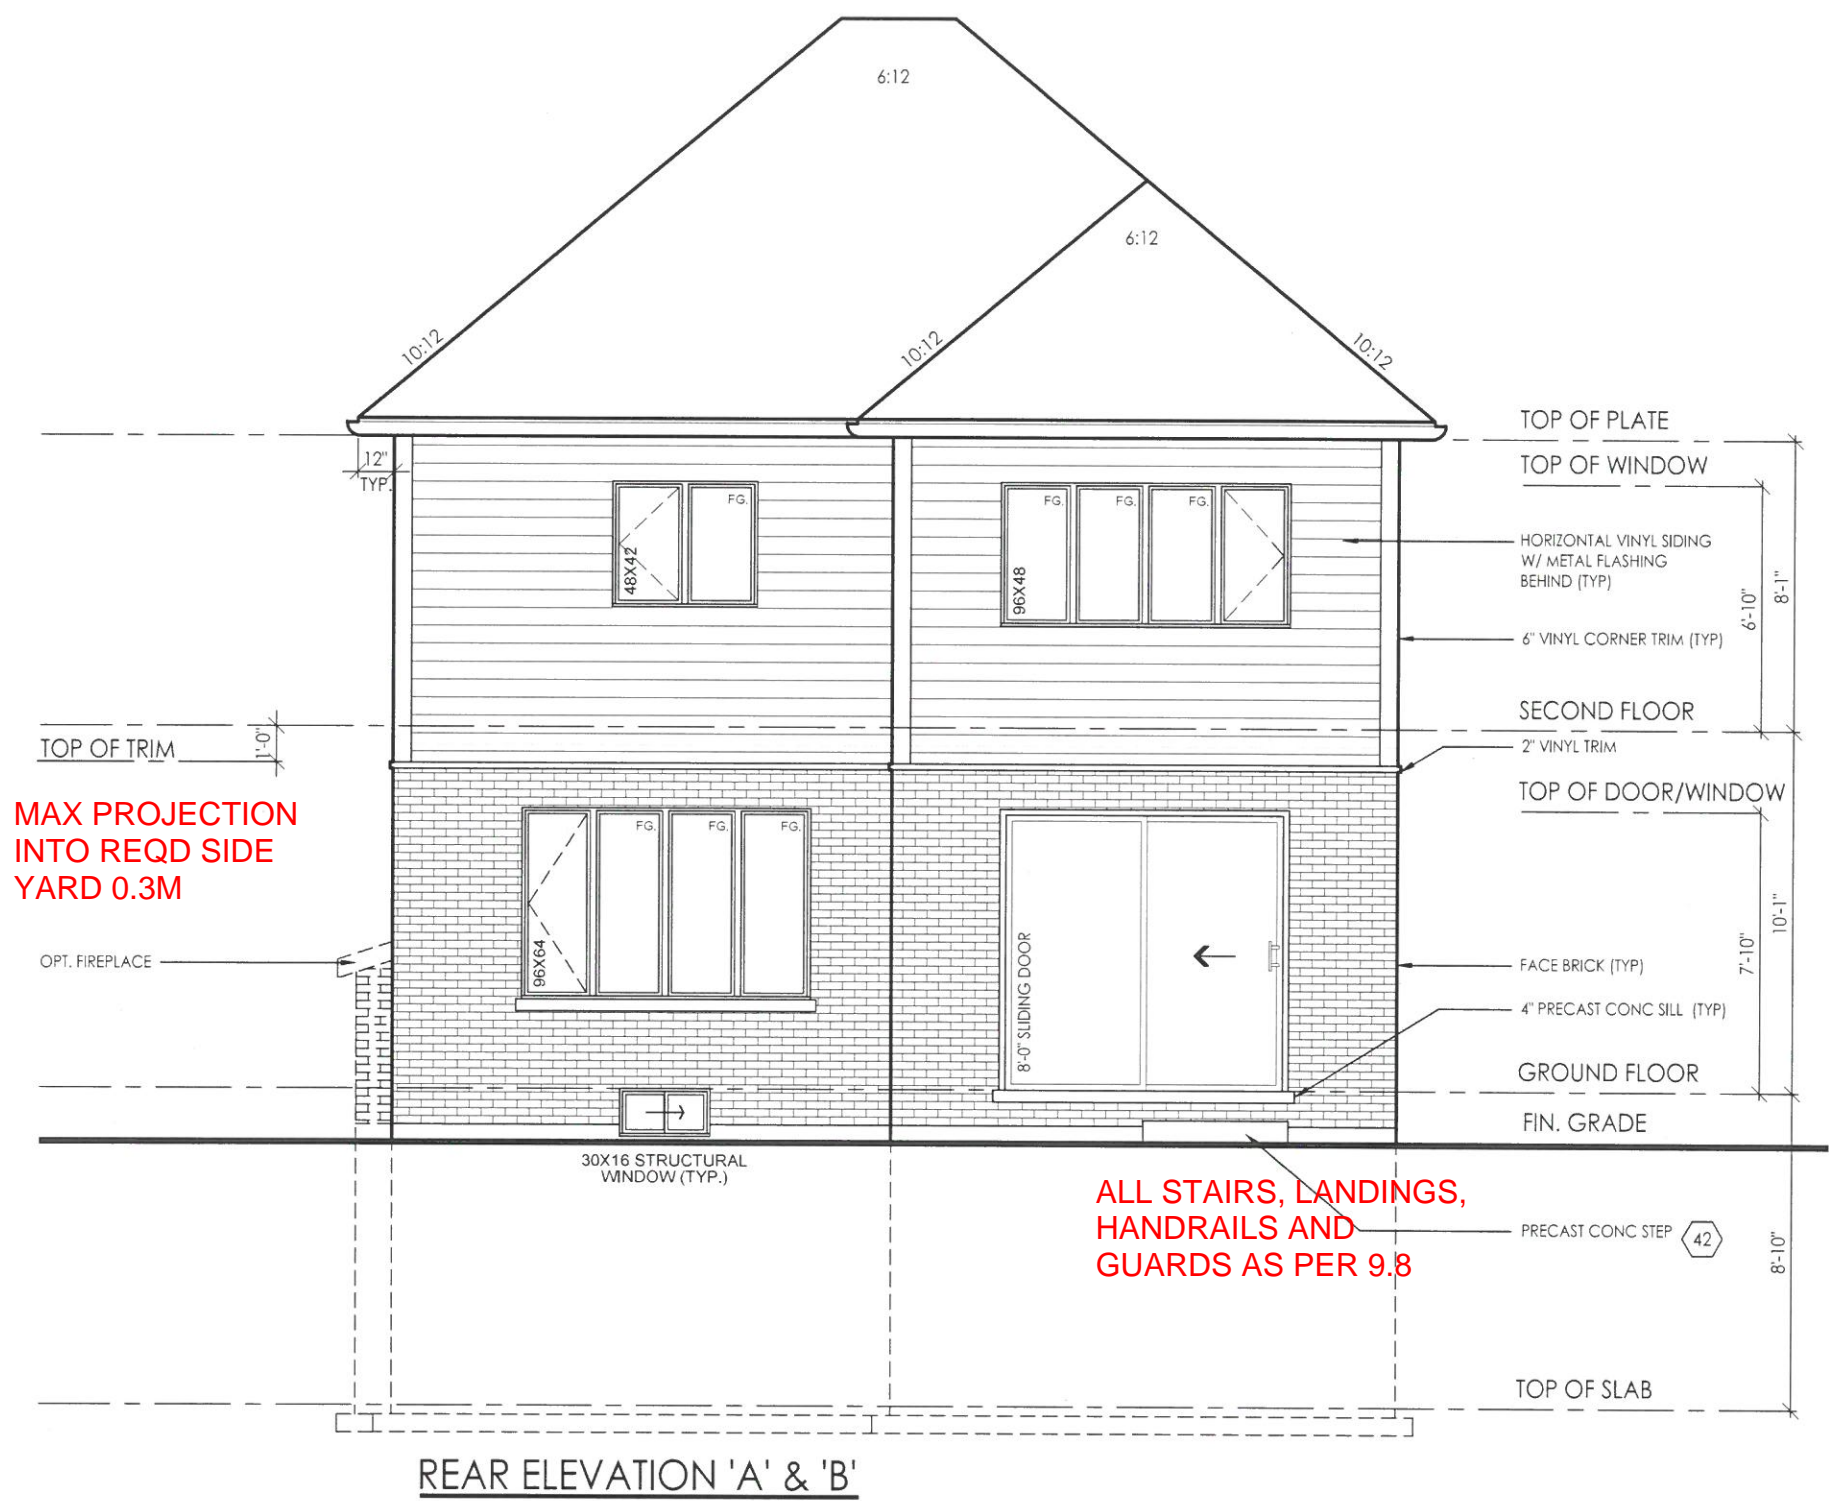 6:12
6:12
10:12
10:12
10:12
TOP OF PLATE
12"
TYP.
TOP OF WINDOW
FG.
FG.
FG.
FG.
48X42
96X48
HORIZONTAL VINYL SIDING
W/ METAL FLASHING
BEHIND (TYP)
6'-10"
8'-1"
6" VINYL CORNER TRIM (TYP)
SECOND FLOOR
TOP OF TRIM
1'-0"
2" VINYL TRIM
TOP OF DOOR/WINDOW
MAX PROJECTION
INTO REQD SIDE
YARD 0.3M
FG.
FG.
FG.
96X64
8'-0" SLIDING DOOR
10'-1"
7'-10"
OPT. FIREPLACE
FACE BRICK (TYP)
4" PRECAST CONC SILL (TYP)
GROUND FLOOR
FIN. GRADE
30X16 STRUCTURAL
WINDOW (TYP.)
ALL STAIRS, LANDINGS,
HANDRAILS AND
GUARDS AS PER 9.8
PRECAST CONC STEP
42
8'-10"
TOP OF SLAB
REAR ELEVATION 'A' & 'B'